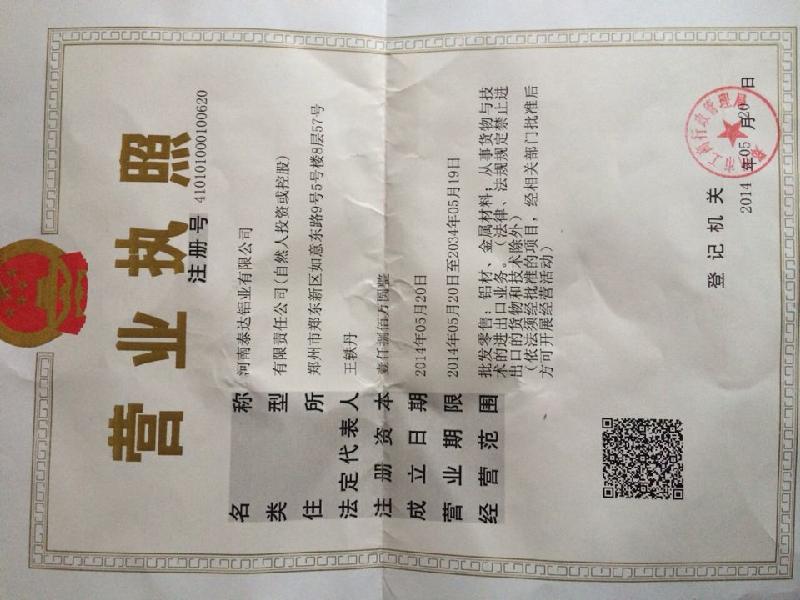 营业执照
注册号 410101000100620
名称 河南泰达铝业有限公司
类型 有限责任公司(自然人投资或控股)
住所 郑州市郑东新区如意东路9号5号楼8层57号
法定代表人 王轶丹
注册资本 壹仟捌佰万圆整
成立日期 2014年05月20日
营业期限 2014年05月20日至2034年05月19日
经营范围 批发零售：铝材、金属材料；从事货物与技
术的进出口业务。（法律、法规规定禁止进
出口的货物和技术除外）
（依法须经批准的项目，经相关部门批准后
方可开展经营活动）
登记机关
2014年05月20日
工商行政管理局